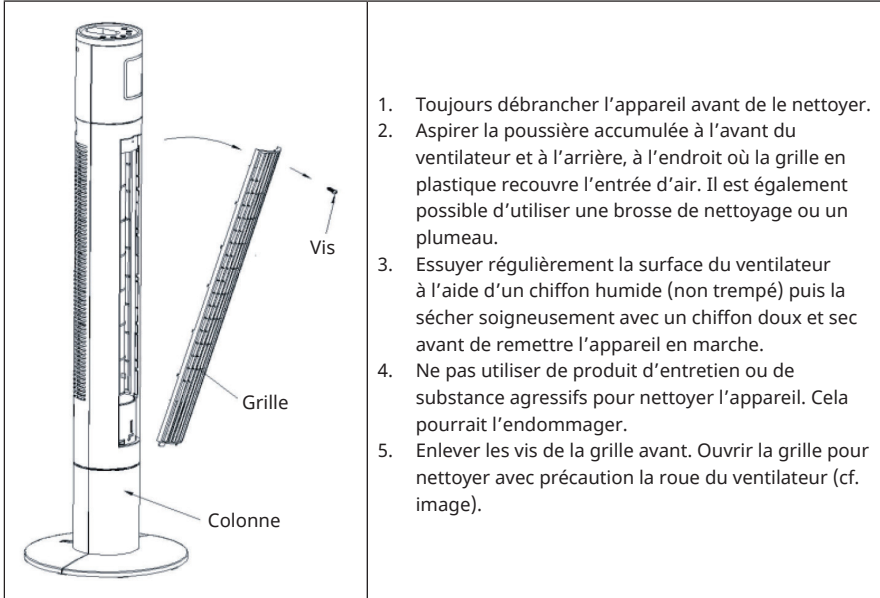 Vis
Grille
Colonne
1. Toujours débrancher l’appareil avant de le nettoyer.
2. Aspirer la poussière accumulée à l’avant du
ventilateur et à l’arrière, à l’endroit où la grille en
plastique recouvre l’entrée d’air. Il est également
possible d’utiliser une brosse de nettoyage ou un
plumeau.
3. Essuyer régulièrement la surface du ventilateur
à l’aide d’un chiffon humide (non trempé) puis la
sécher soigneusement avec un chiffon doux et sec
avant de remettre l’appareil en marche.
4. Ne pas utiliser de produit d’entretien ou de
substance agressifs pour nettoyer l’appareil. Cela
pourrait l’endommager.
5. Enlever les vis de la grille avant. Ouvrir la grille pour
nettoyer avec précaution la roue du ventilateur (cf.
image).